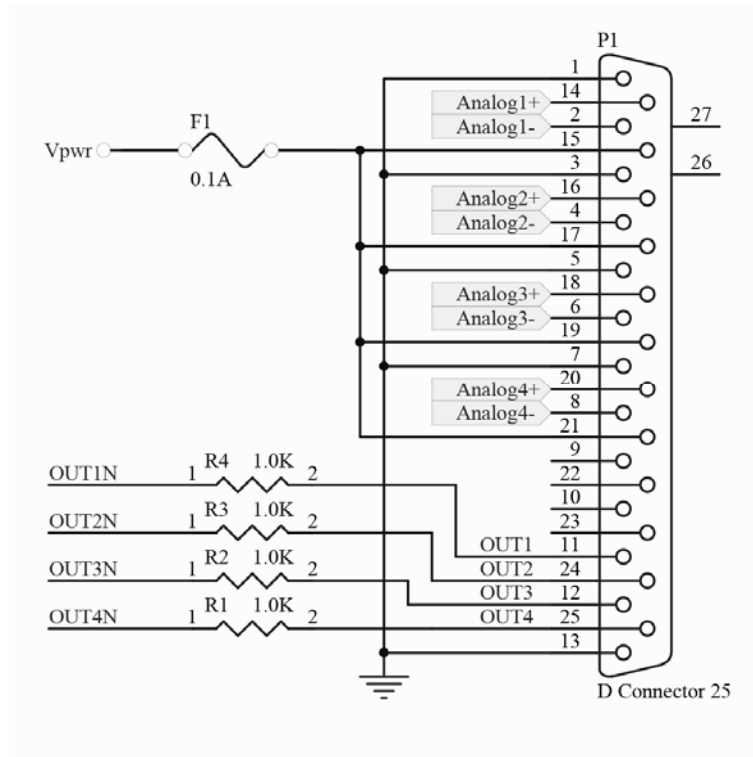 P1
1
14
Analog1+
2
Analog1-
27
F1
15
Vpwr
3
26
0.1A
16
Analog2+
4
Analog2-
17
5
18
Analog3+
6
Analog3-
19
7
20
Analog4+
8
Analog4-
21
9
OUT1N 1 R4 1.0K 2
22
10
OUT2N 1 R3 1.0K 2
23
OUT1 11
OUT3N 1 R2 1.0K 2
OUT2 24
OUT3 12
OUT4N 1 R1 1.0K 2
OUT4 25
13
D Connector 25